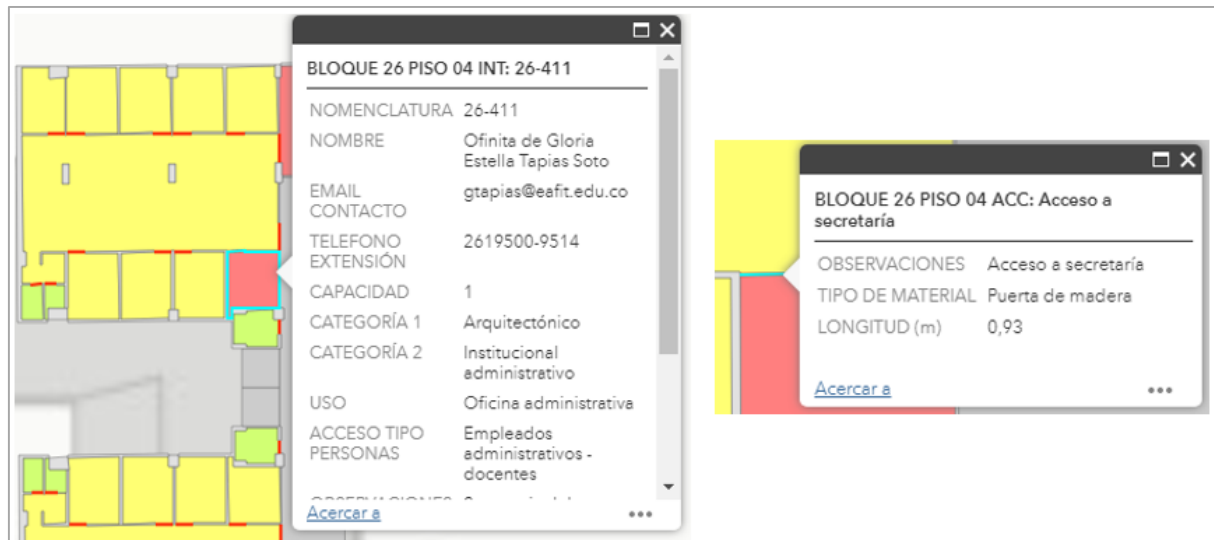 BLOQUE 26 PISO 04 INT: 26-411
NOMENCLATURA 26-411
NOMBRE Ofinita de Gloria
Estella Tapias Soto
EMAIL gtapias@eafit.edu.co
CONTACTO
TELEFONO 2619500-9514
EXTENSIÓN
CAPACIDAD 1
CATEGORÍA 1 Arquitectónico
CATEGORÍA 2 Institucional
administrativo
USO Oficina administrativa
ACCESO TIPO Empleados
PERSONAS administrativos -
docentes
Acercar a
BLOQUE 26 PISO 04 ACC: Acceso a
secretaría
OBSERVACIONES Acceso a secretaría
TIPO DE MATERIAL Puerta de madera
LONGITUD (m) 0,93
Acercar a